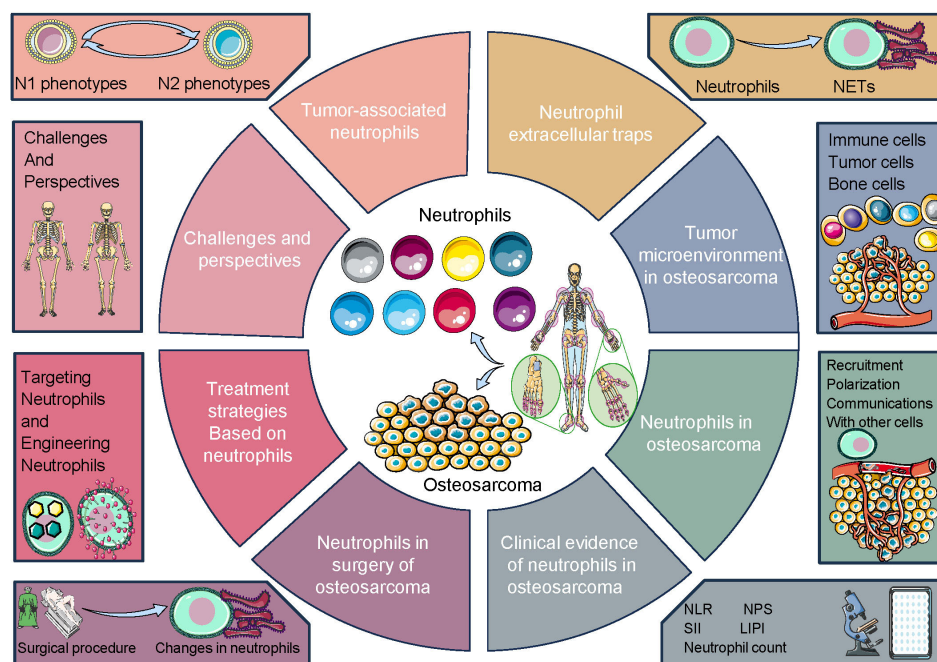 N1 phenotypes
N2 phenotypes
Neutrophils
NETs
Tumor-associated
neutrophils
Neutrophil
extracellular traps
Challenges
And
Perspectives
Immune cells
Tumor cells
Bone cells
Challenges and
perspectives
Neutrophils
Tumor
microenvironment
in osteosarcoma
Targeting
Neutrophils
and
Engineering
Neutrophils
Treatment
strategies
Based on
neutrophils
Osteosarcoma
Neutrophils in
osteosarcoma
Recruitment
Polarization
Communications
With other cells
Neutrophils in
surgery of
osteosarcoma
Clinical evidence
of neutrophils in
osteosarcoma
Surgical procedure
Changes in neutrophils
NLR NPS
SII LIPI
Neutrophil count